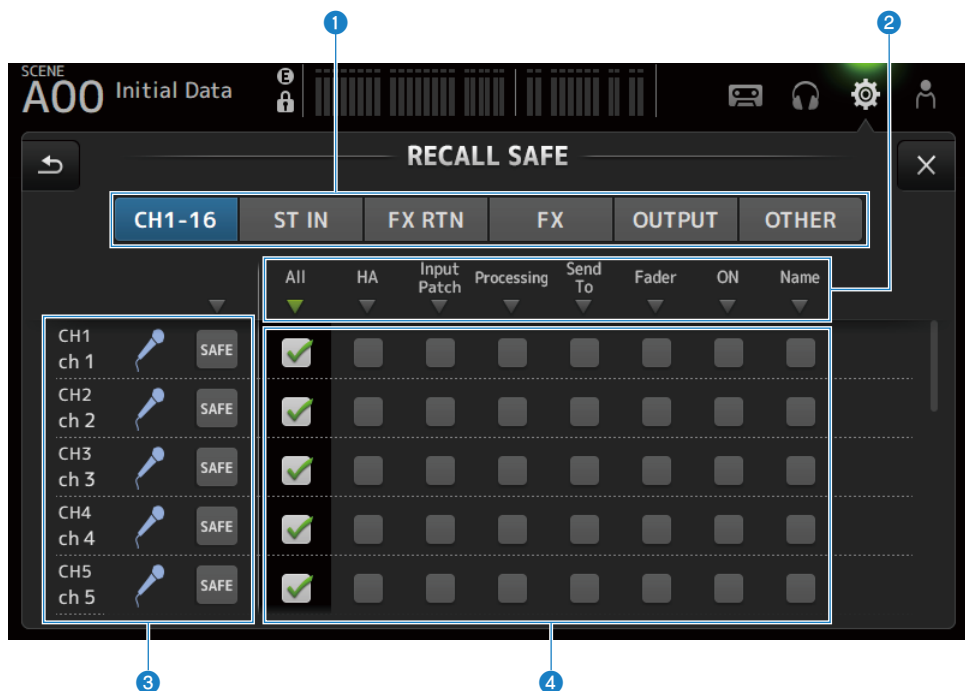 1
2
SCENE
A00 Initial Data
E
RECALL SAFE
CH1-16 ST IN FX RTN FX OUTPUT OTHER
All HA Input Patch Processing Send To Fader ON Name
CH1
ch 1
SAFE
CH2
ch 2
SAFE
CH3
ch 3
SAFE
CH4
ch 4
SAFE
CH5
ch 5
SAFE
3
4